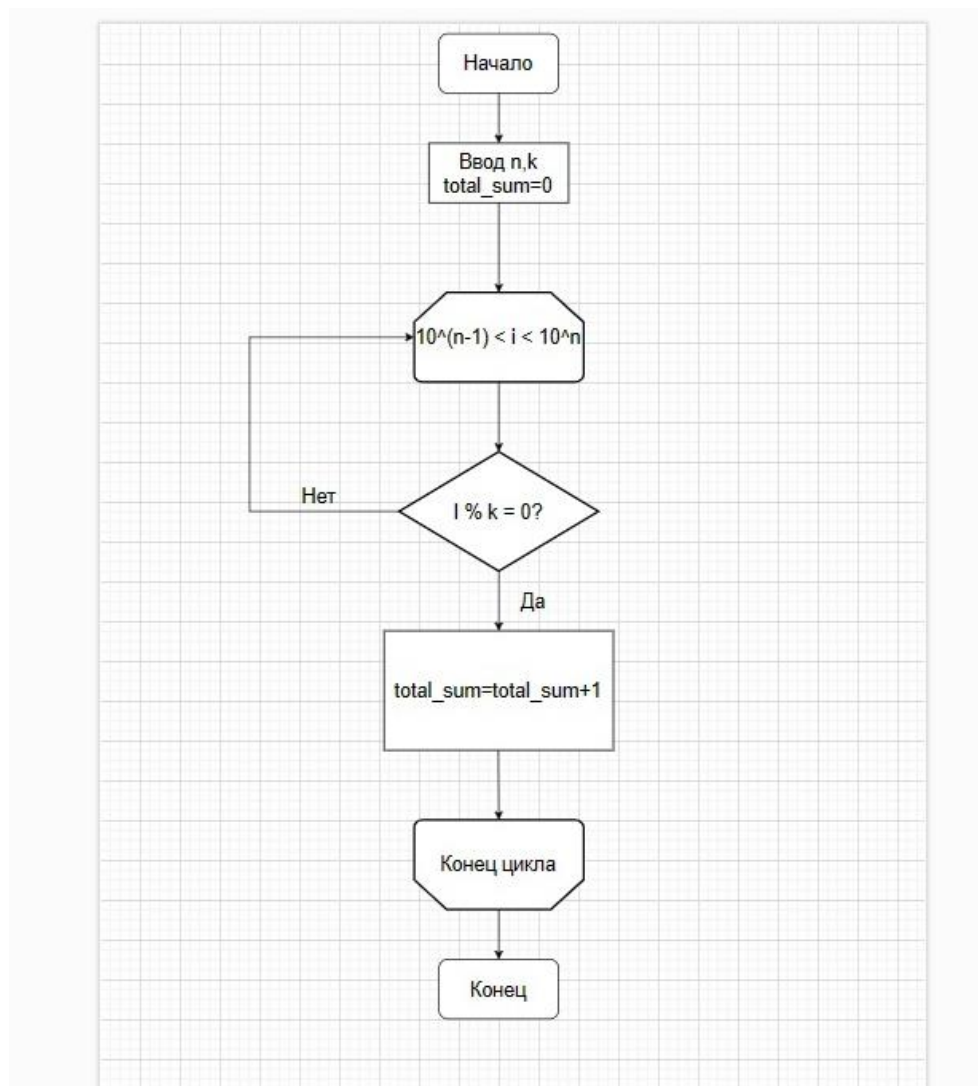 Начало
Ввод n,k
total_sum=0
10^(n-1) < i < 10^n
Нет
I % k = 0?
Да
total_sum=total_sum+1
Конец цикла
Конец